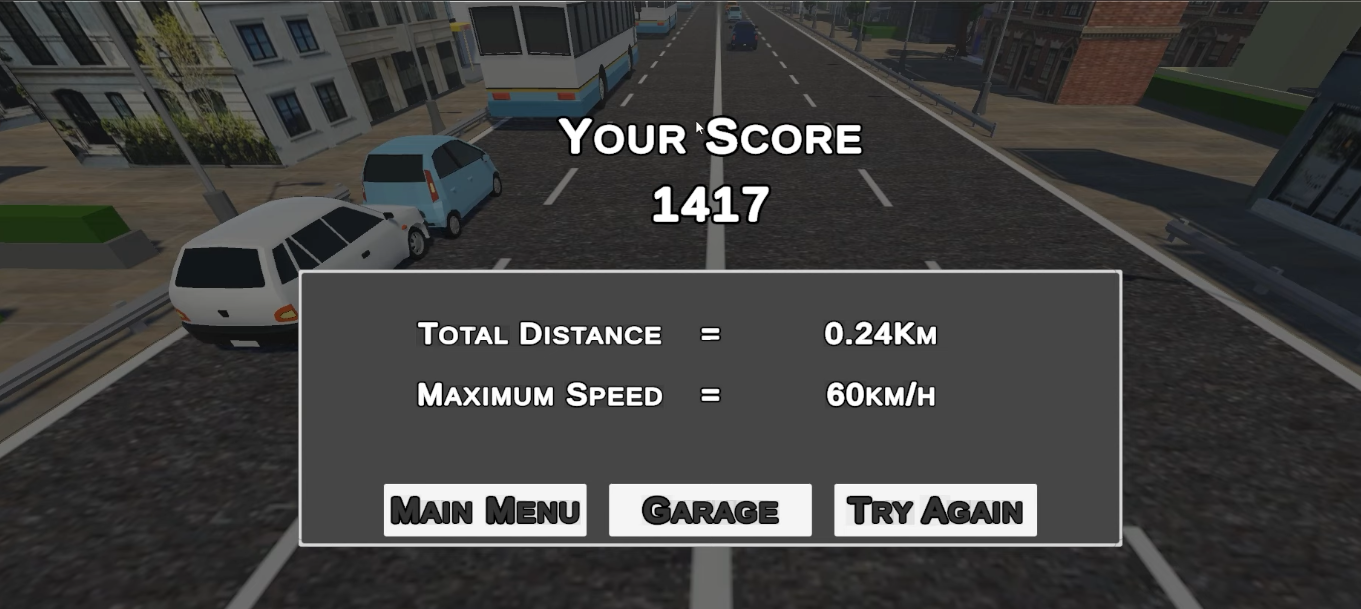 Your Score
1417
Total Distance = 0.24Km
Maximum Speed = 60km/h
Main Menu Garage Try Again